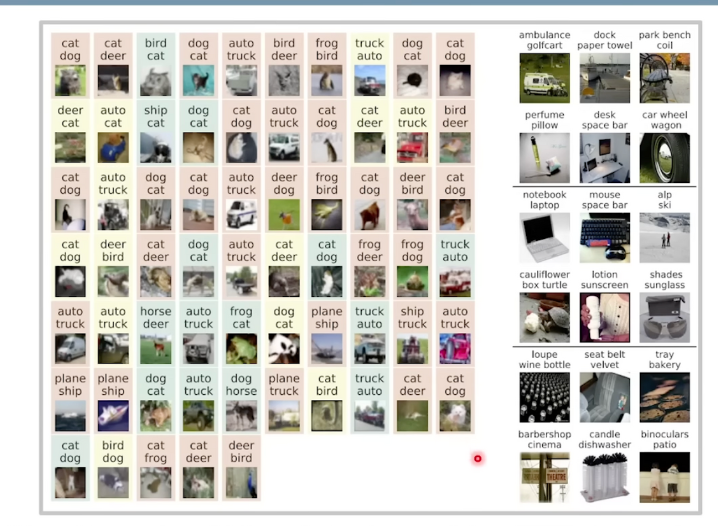 cat cat bird dog auto bird frog truck dog cat
dog deer cat cat truck deer bird auto cat dog
deer auto ship dog cat auto cat cat auto bird
cat cat cat cat dog truck dog deer truck deer
cat auto dog cat auto deer frog cat deer cat
dog truck cat dog truck dog bird dog bird dog
cat deer cat dog auto cat cat frog frog truck
dog bird deer cat truck deer dog deer dog auto
auto auto horse auto frog dog plane truck ship auto
truck truck deer truck cat cat ship auto truck truck
plane plane dog auto dog plane cat truck cat cat
ship ship cat truck horse truck bird auto deer dog
cat bird cat cat deer
dog dog frog deer bird
ambulance dock park bench
golfcart paper towel coil
perfume desk car wheel
pillow space bar wagon
notebook mouse alp
laptop space bar ski
cauliflower lotion shades
box turtle sunscreen sunglass
loupe seat belt tray
wine bottle velvet bakery
barbershop candle binoculars
cinema dishwasher patio
THEATRE